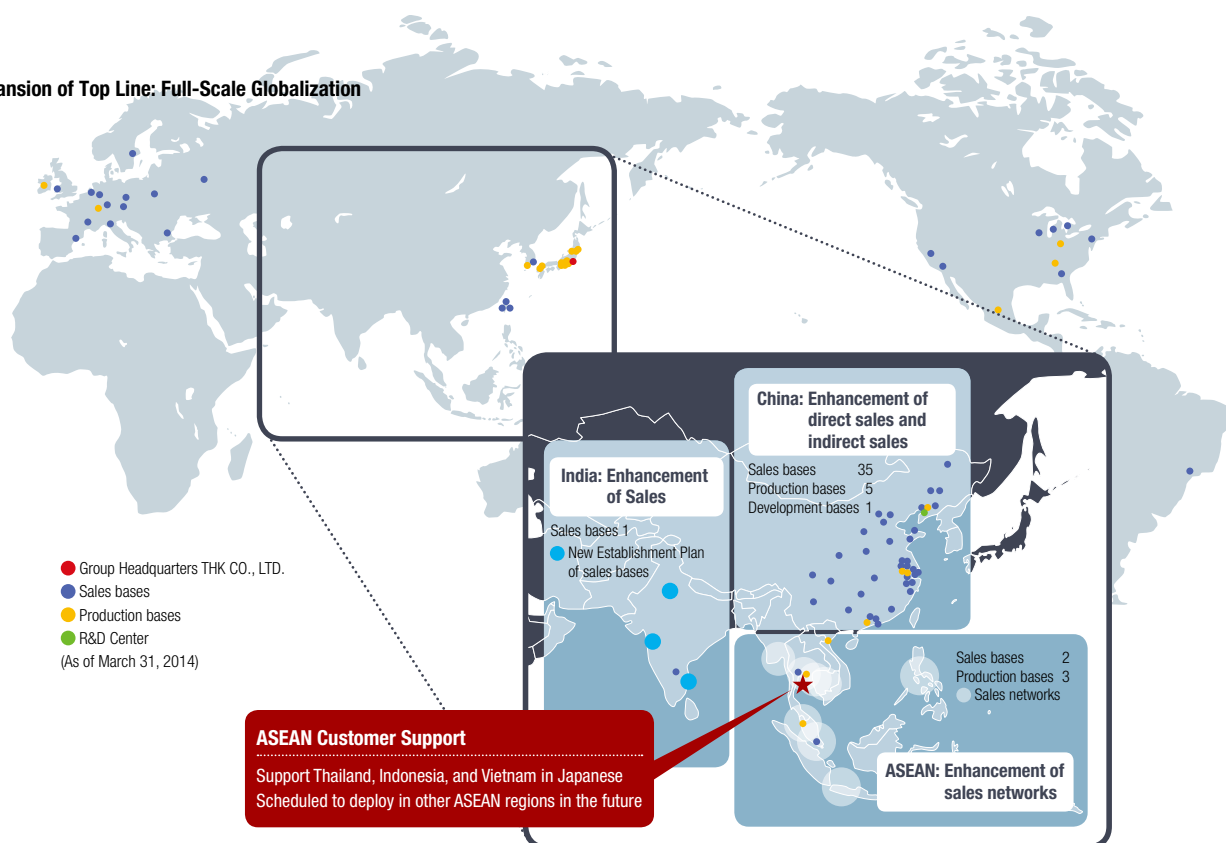 ansion of Top Line: Full-Scale Globalization
China: Enhancement of
direct sales and
indirect sales
Sales bases 35
Production bases 5
Development bases 1
India: Enhancement
of Sales
Sales bases 1
New Establishment Plan
of sales bases
Group Headquarters THK CO., LTD.
Sales bases
Production bases
R&D Center
(As of March 31, 2014)
Sales bases 2
Production bases 3
Sales networks
ASEAN: Enhancement of
sales networks
ASEAN Customer Support
Support Thailand, Indonesia, and Vietnam in Japanese
Scheduled to deploy in other ASEAN regions in the future